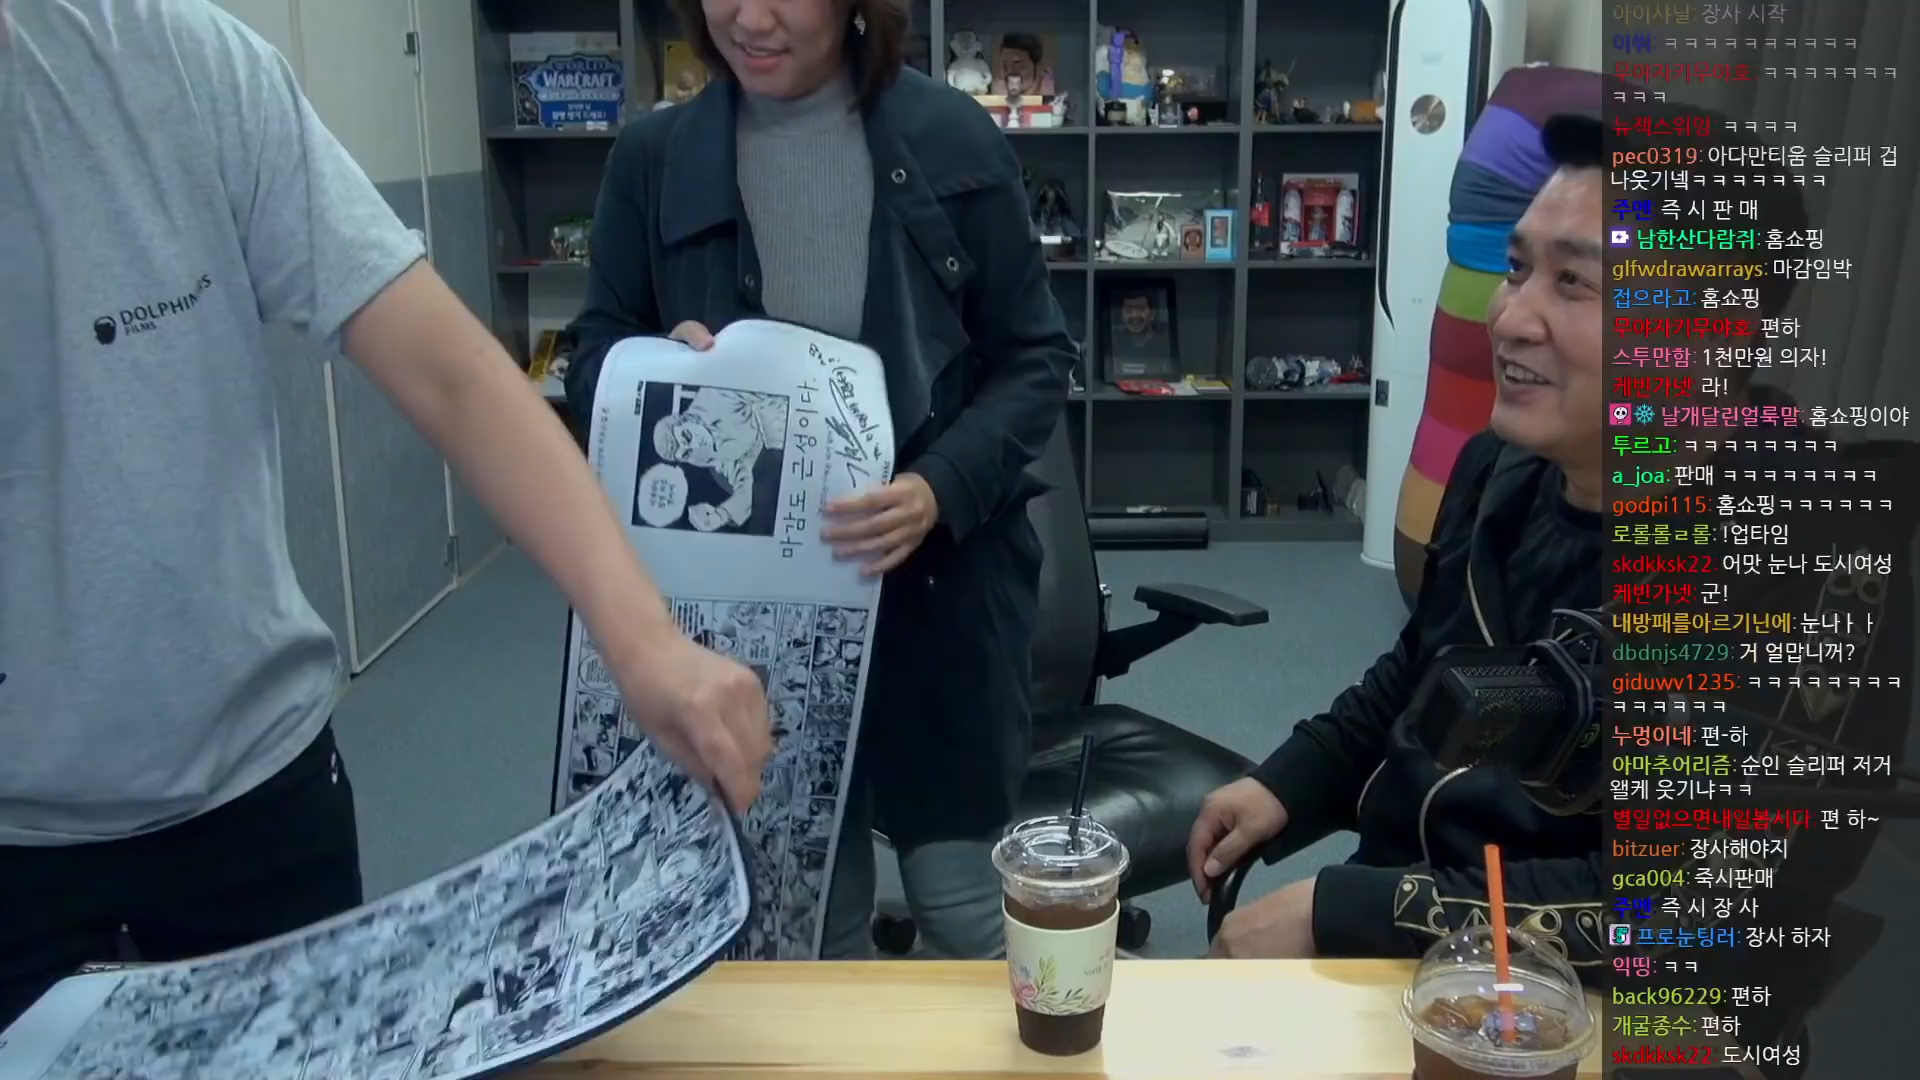 WORLD
WARCRAFT
DOLPHINS
FILMS
마감도 근성이다.
아이샤닐: 장사 시작
이쒸: ㅋㅋㅋㅋㅋㅋㅋㅋㅋㅋ
무야자키무야호: ㅋㅋㅋㅋㅋㅋㅋ
ㅋㅋㅋ
뉴잭스위잉: ㅋㅋㅋㅋ
pec0319: 아다만티움 슬리퍼 겁
나웃기넼ㅋㅋㅋㅋㅋㅋㅋ
주멘: 즉 시 판 매
남한산다람쥐: 홈쇼핑
glfwdrawarrays: 마감임박
접으라고: 홈쇼핑
무야자키무야호: 편하
스투만함: 1천만원 의자!
케빈가넷: 라!
날개달린얼룩말: 홈쇼핑이야
투르고: ㅋㅋㅋㅋㅋㅋㅋㅋ
a_joa: 판매 ㅋㅋㅋㅋㅋㅋㅋㅋ
godpi115: 홈쇼핑ㅋㅋㅋㅋㅋㅋ
로롤롤ㄹ롤: !업타임
skdkksk22: 어맛 눈나 도시여성
케빈가넷: 군!
내방패를아르기닌에: 눈나ㅏㅏ
dbdnjs4729: 거 얼맙니꺼?
giduwv1235: ㅋㅋㅋㅋㅋㅋㅋㅋ
ㅋㅋㅋㅋㅋㅋ
누멍이네: 편-하
아마추어리즘: 순인 슬리퍼 저거
왤케 웃기냐ㅋㅋ
별일없으면내일봅시다: 편 하~
bitzuer: 장사해야지
gca004: 죽시판매
주멘: 즉 시 장 사
프로눈팅러: 장사 하자
익띵: ㅋㅋ
back96229: 편하
개굴종수: 편하
skdkksk22: 도시여성